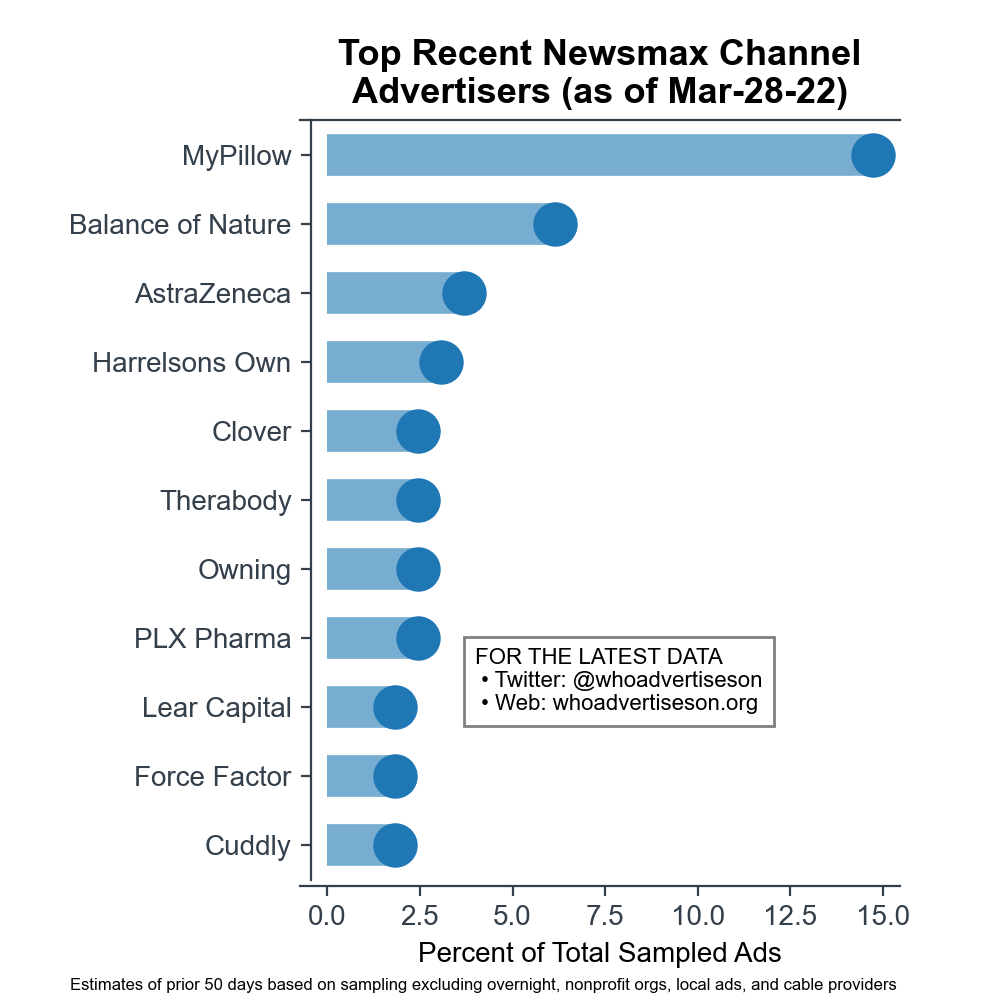 Top Recent Newsmax Channel
Advertisers (as of Mar-28-22)
MyPillow
Balance of Nature
AstraZeneca
Harrelsons Own
Clover
Therabody
Owning
PLX Pharma
Lear Capital
Force Factor
Cuddly
FOR THE LATEST DATA
• Twitter: @whoadvertiseson
• Web: whoadvertiseson.org
0.0 2.5 5.0 7.5 10.0 12.5 15.0
Percent of Total Sampled Ads
Estimates of prior 50 days based on sampling excluding overnight, nonprofit orgs, local ads, and cable providers